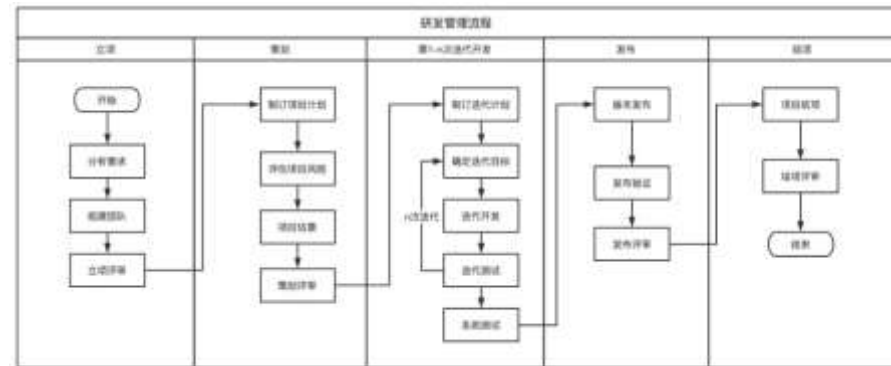 研发管理流程
立项
策划
第1-n次迭代开发
发布
结项
开始
分析需求
组建团队
立项评审
制订项目计划
评估项目风险
项目估算
策划评审
制订迭代计划
确定迭代目标
迭代开发
迭代测试
n次迭代
系统测试
版本发布
发布验证
发布评审
项目结项
结项评审
结束